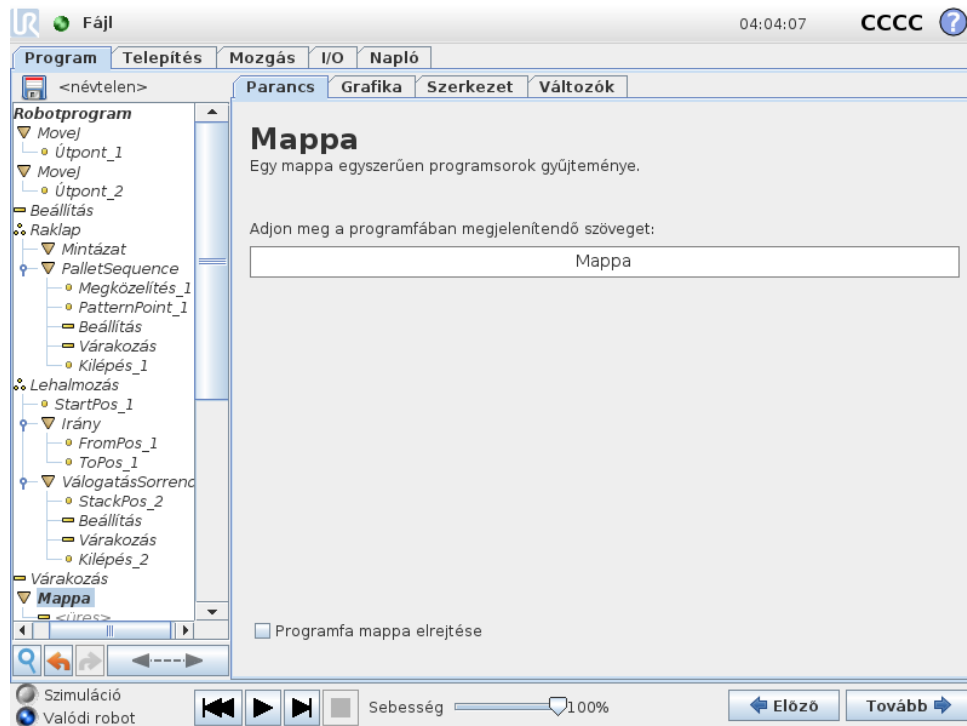 UR Fájl 04:04:07 CCCC ?
Program Telepítés Mozgás I/O Napló
<névtelen>
Parancs Grafika Szerkezet Változók
Robotprogram
MoveJ
Útpont_1
MoveJ
Útpont_2
Beállítás
Raklap
Mintázat
PalletSequence
Megközelítés_1
PatternPoint_1
Beállítás
Várakozás
Kilépés_1
Lehalmozás
StartPos_1
Irány
FromPos_1
ToPos_1
VálogatásSorrend
StackPos_2
Beállítás
Várakozás
Kilépés_2
Várakozás
Mappa
<üres>
Mappa
Egy mappa egyszerűen programsorok gyűjteménye.
Adjon meg a programfában megjelenítendő szöveget:
Mappa
Programfa mappa elrejtése
Szimuláció
Valódi robot
Sebesség 100%
Előző Tovább